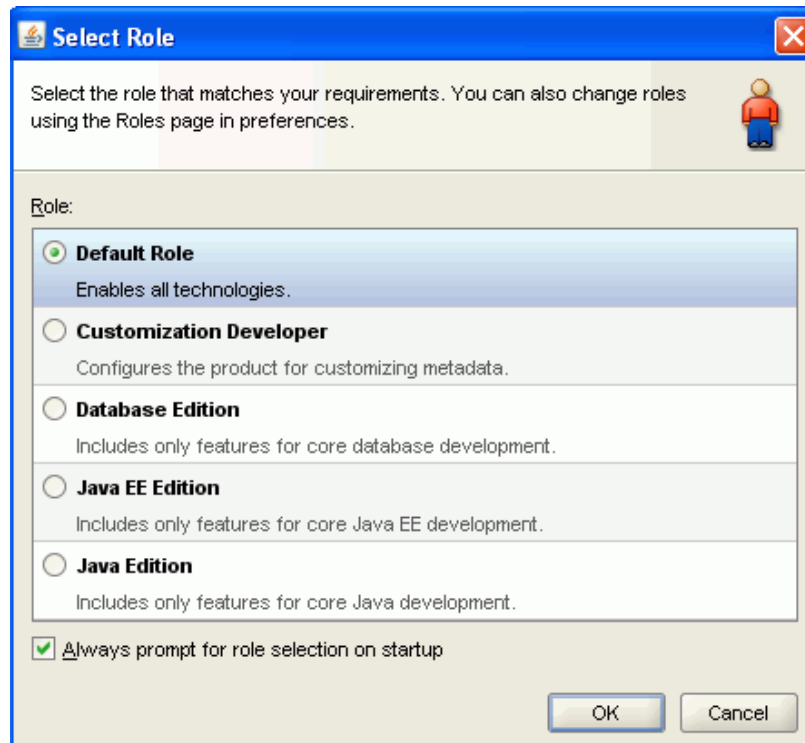 Select Role
Select the role that matches your requirements. You can also change roles
using the Roles page in preferences.
Role:
Default Role
Enables all technologies.
Customization Developer
Configures the product for customizing metadata.
Database Edition
Includes only features for core database development.
Java EE Edition
Includes only features for core Java EE development.
Java Edition
Includes only features for core Java development.
Always prompt for role selection on startup
OK Cancel